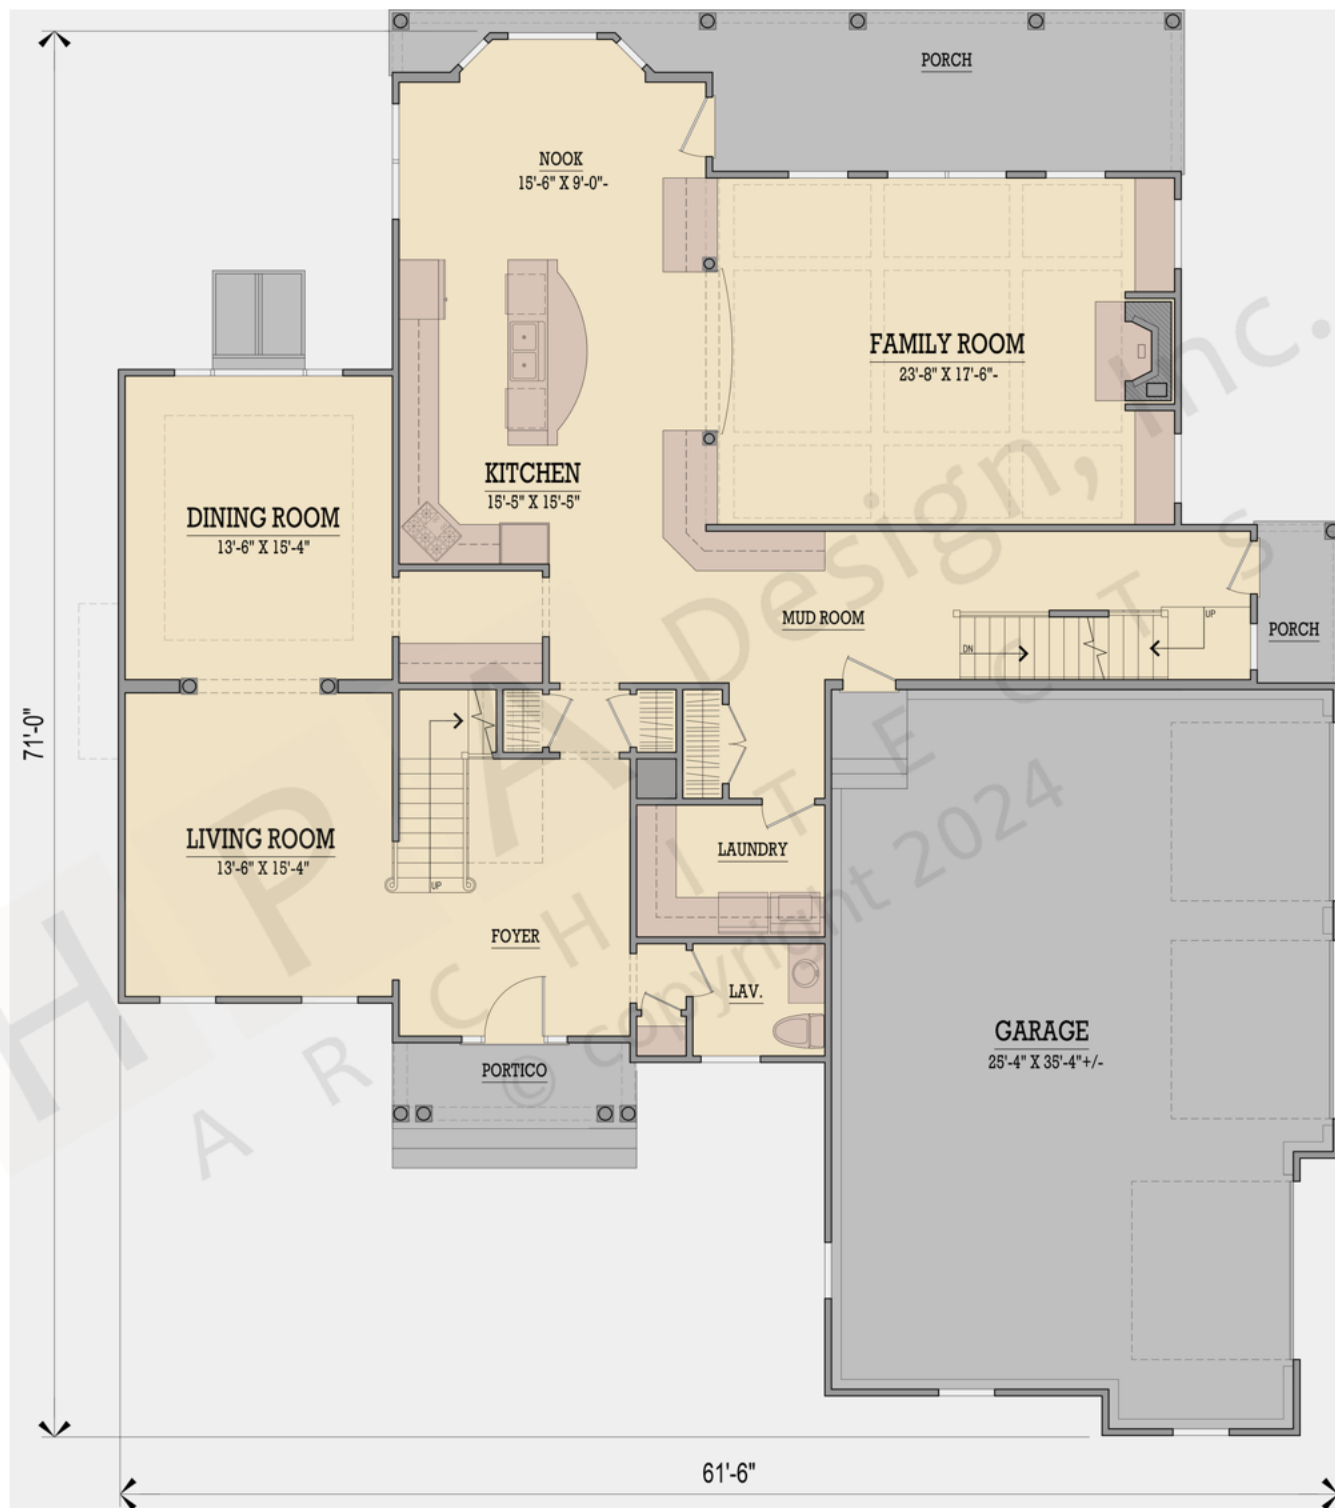 PORCH
NOOK
15'-6" X 9'-0"-
FAMILY ROOM
23'-8" X 17'-6"-
KITCHEN
15'-5" X 15'-5"
DINING ROOM
13'-6" X 15'-4"
MUD ROOM
UP
DN
PORCH
71'-0"
LIVING ROOM
13'-6" X 15'-4"
UP
LAUNDRY
FOYER
LAV.
GARAGE
25'-4" X 35'-4"+/-
PORTICO
61'-6"
HPA Design, Inc.
ARCHITECTS
© copyright 2024